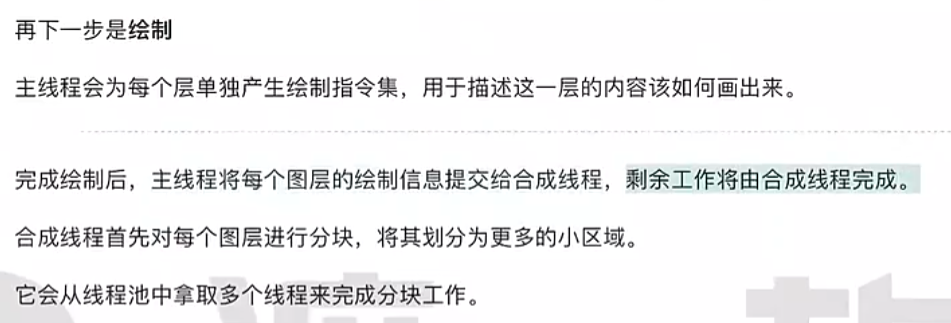 再下一步是绘制
主线程会为每个层单独产生绘制指令集，用于描述这一层的内容该如何画出来。
完成绘制后，主线程将每个图层的绘制信息提交给合成线程，剩余工作将由合成线程完成。
合成线程首先对每个图层进行分块，将其划分为更多的小区域。
它会从线程池中拿取多个线程来完成分块工作。